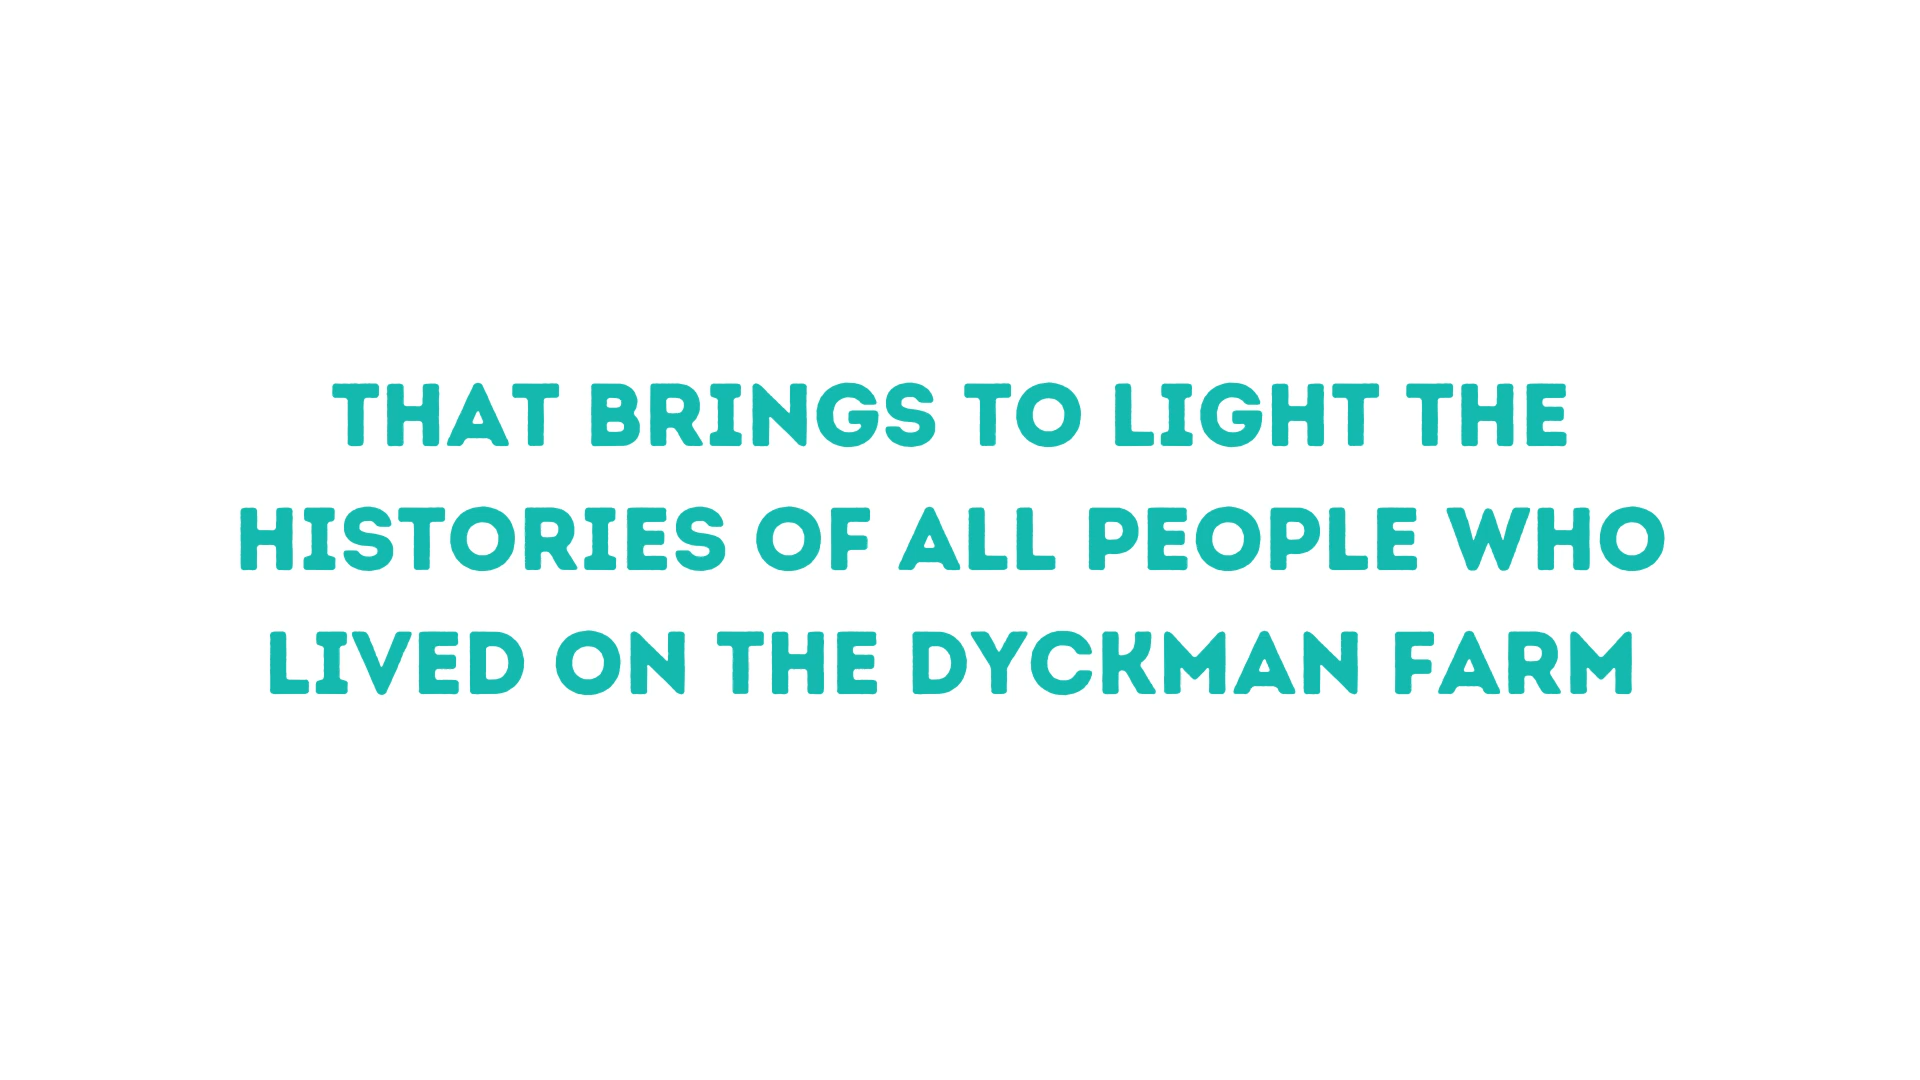 THAT BRINGS TO LIGHT THE
HISTORIES OF ALL PEOPLE WHO
LIVED ON THE DYCKMAN FARM